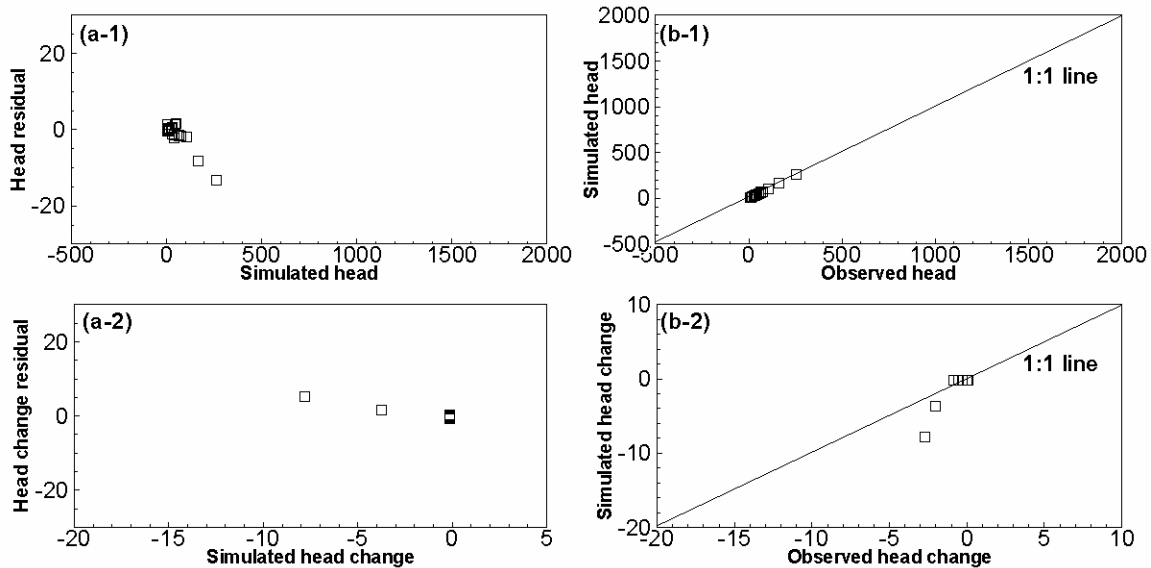 (a-1)
20
0
-20
Head residual
-500 0 500 1000 1500 2000
Simulated head
(b-1)
2000
1500
1000
500
0
-500
Simulated head
1:1 line
-500 0 500 1000 1500 2000
Observed head
(a-2)
20
0
-20
Head change residual
-20 -15 -10 -5 0 5
Simulated head change
(b-2)
10
0
-10
-20
Simulated head change
1:1 line
-20 -15 -10 -5 0 5 10
Observed head change